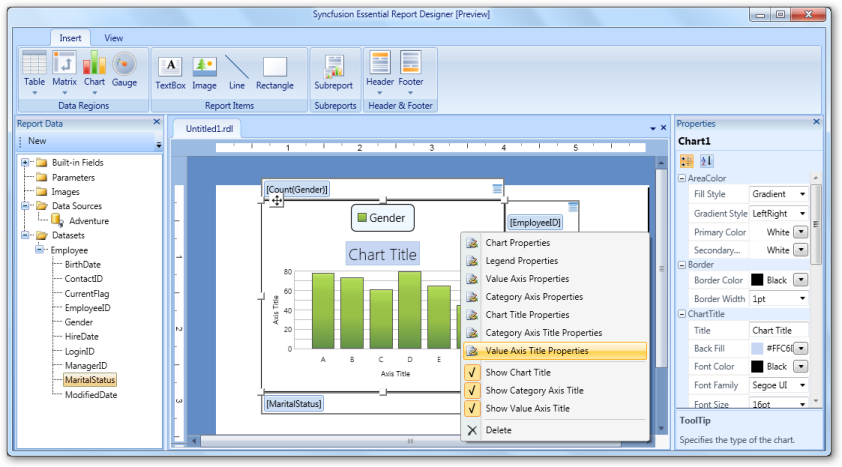 Syncfusion Essential Report Designer [Preview]
Insert View
Table Matrix Chart Gauge
TextBox Image Line Rectangle
Subreport
Header Footer
Data Regions
Report Items
Subreports
Header & Footer
Report Data
New
Built-in Fields
Parameters
Images
Data Sources
Adventure
Datasets
Employee
BirthDate
ContactID
CurrentFlag
EmployeeID
Gender
HireDate
LoginID
ManagerID
MaritalStatus
ModifiedDate
Untitled1.rdl
1 2 3 4 5
1
2
3
[Count(Gender)]
Gender
[EmployeeID]
Chart Title
80
60
40
20
0
Axis Title
A B C D E
Axis Title
[MaritalStatus]
Chart Properties
Legend Properties
Value Axis Properties
Category Axis Properties
Chart Title Properties
Category Axis Title Properties
Value Axis Title Properties
Show Chart Title
Show Category Axis Title
Show Value Axis Title
Delete
Properties
Chart1
AreaColor
Fill Style Gradient
Gradient Style LeftRight
Primary Color White
Secondary... White
Border
Border Color Black
Border Width 1pt
ChartTitle
Title Chart Title
Back Fill #FFC6D
Font Color Black
Font Family Segoe UI
Font Size 16pt
ToolTip
Specifies the type of the chart.